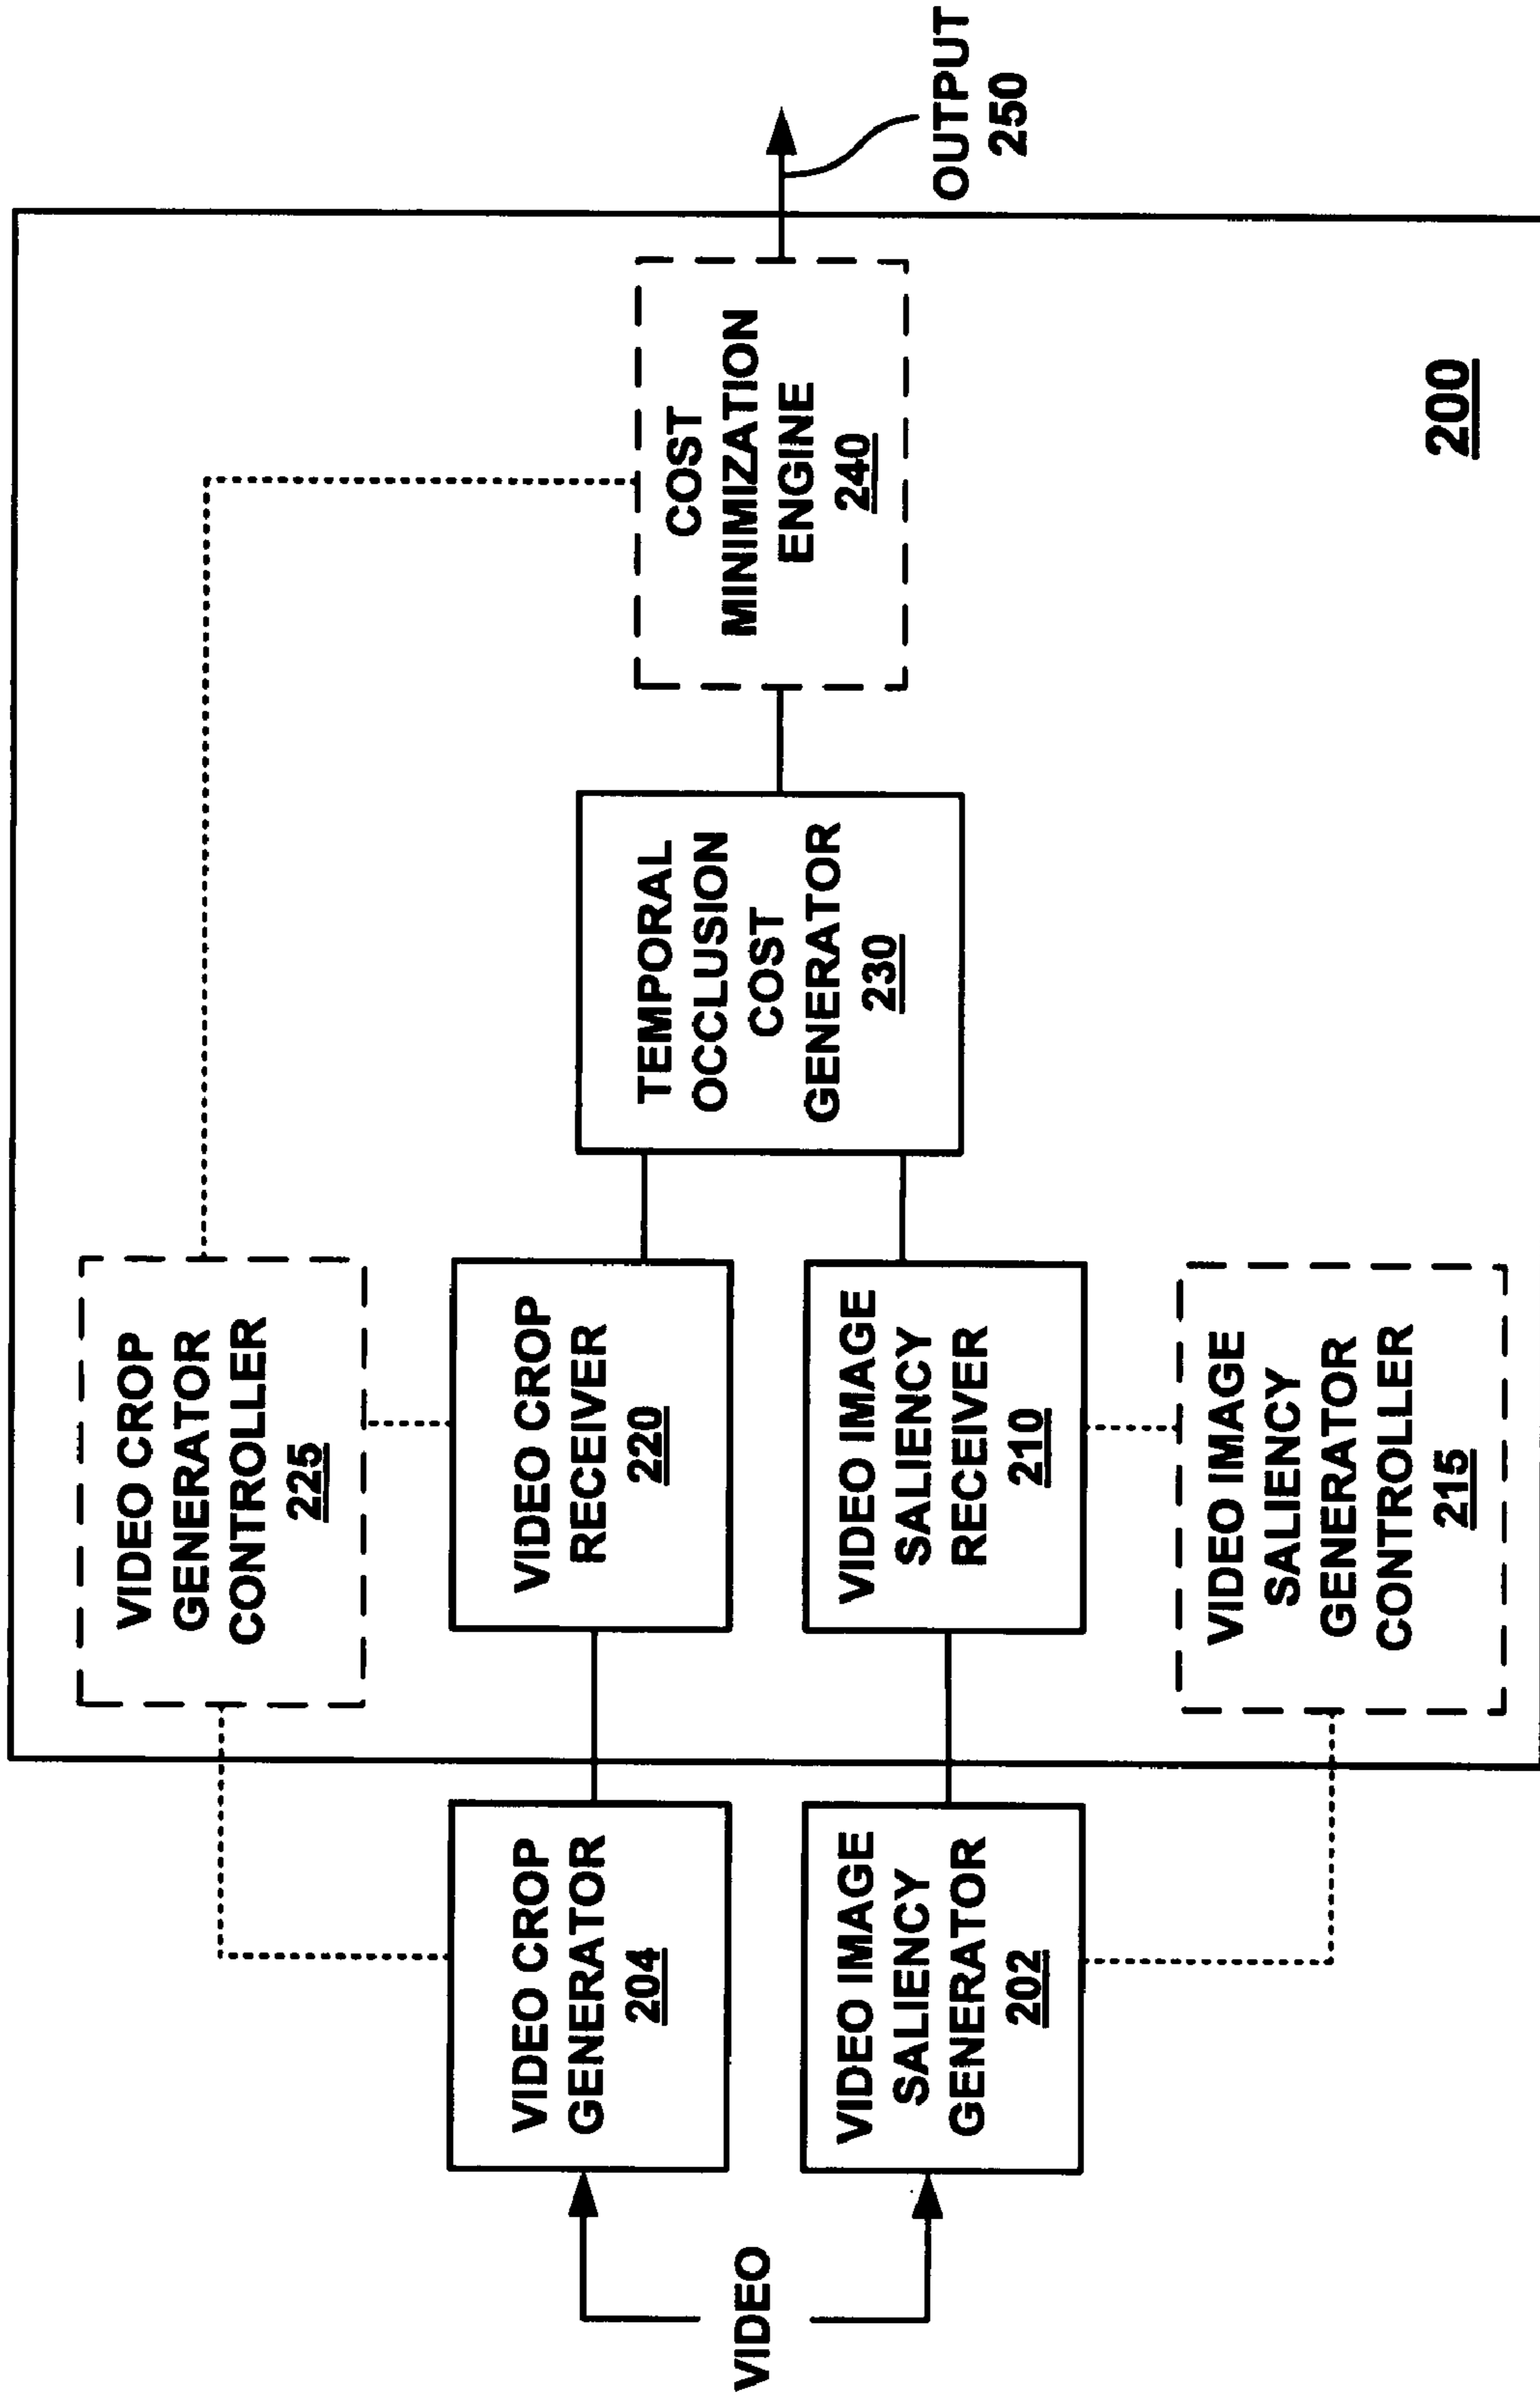 VIDEO
VIDEO CROP
GENERATOR
204
VIDEO IMAGE
SALIENCY
GENERATOR
202
VIDEO CROP
GENERATOR
CONTROLLER
225
VIDEO CROP
RECEIVER
220
VIDEO IMAGE
SALIENCY
RECEIVER
210
VIDEO IMAGE
SALIENCY
GENERATOR
CONTROLLER
215
TEMPORAL
OCCLUSION
COST
GENERATOR
230
COST
MINIMIZATION
ENGINE
240
200
OUTPUT
250